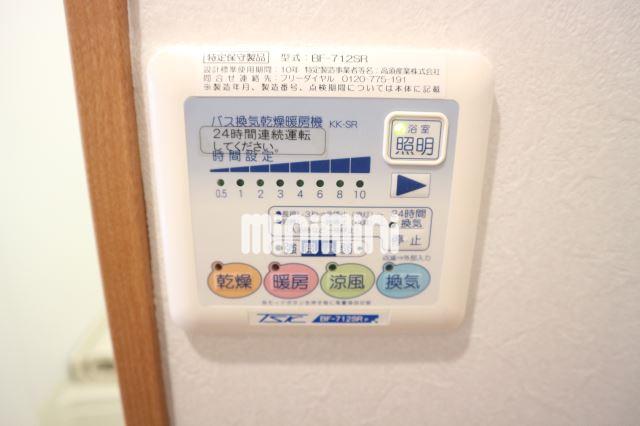 特定保守製品 型式：BF-712SR
設計標準使用期間：10年 特定製造事業者等名：高須産業株式会社
問合せ連絡先：フリーダイヤル 0120-775-191
※製造年月、製造番号、点検期間については本体に記載
バス換気乾燥暖房機 KK-SR
24時間連続運転
してください。
浴室
照明
時間設定
0.5 1 2 3 4 6 8 10
24時間
換気
停止
点滅→外部入力
乾燥 暖房 涼風 換気
TSK BF-712SR